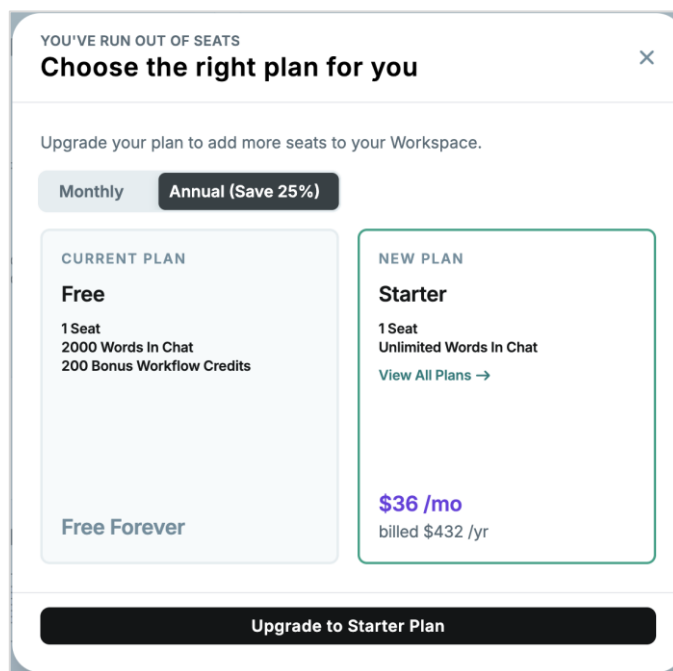 YOU'VE RUN OUT OF SEATS
Choose the right plan for you
Upgrade your plan to add more seats to your Workspace.
Monthly
Annual (Save 25%)
CURRENT PLAN
Free
1 Seat
2000 Words In Chat
200 Bonus Workflow Credits
Free Forever
NEW PLAN
Starter
1 Seat
Unlimited Words In Chat
View All Plans →
$36 /mo
billed $432 /yr
Upgrade to Starter Plan